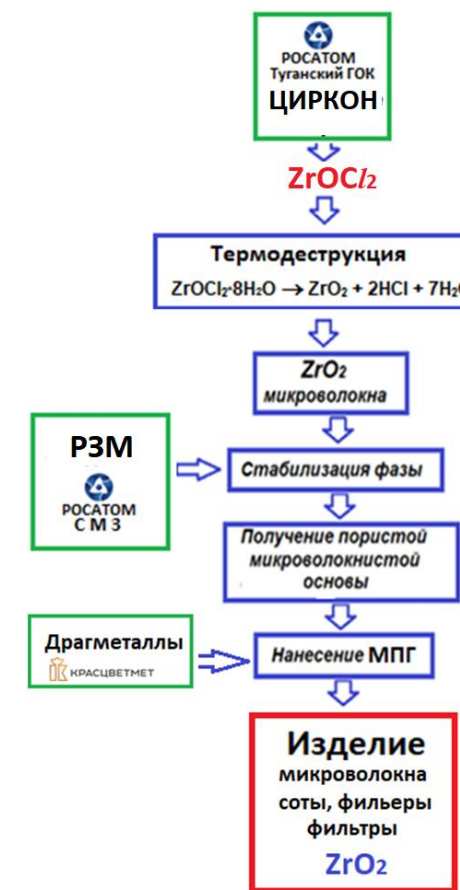 РОСАТОМ
Туганский ГОК
ЦИРКОН
ZrOCl₂
Термодеструкция
ZrOCl₂·8H₂O → ZrO₂ + 2HCl + 7H₂O
ZrO₂
микроволокна
РЗМ
РОСАТОМ
С М З
Стабилизация фазы
Получение пористой
микроволокнистой
основы
Драгметаллы
КРАСЦВЕТМЕТ
Нанесение МПГ
Изделие
микроволокна
соты, фильеры
фильтры
ZrO₂